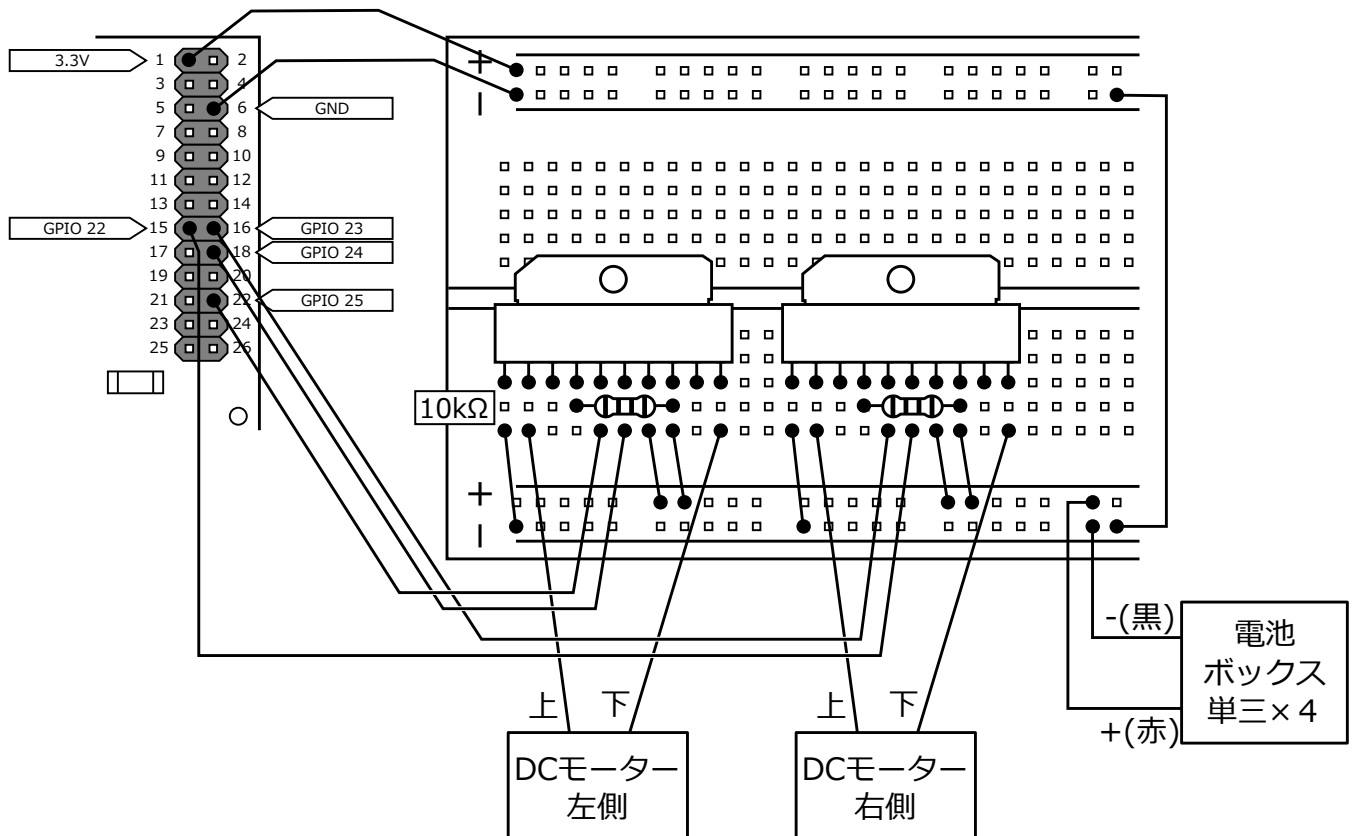 3.3V
1
2
3
4
5
6
GND
7
8
9
10
11
12
13
14
GPIO 22
15
16
GPIO 23
17
18
GPIO 24
19
20
21
22
GPIO 25
23
24
25
26
+
-
10kΩ
+
-
-(黒)
+(赤)
電池
ボックス
単三×4
上
下
上
下
DCモーター
左側
DCモーター
右側